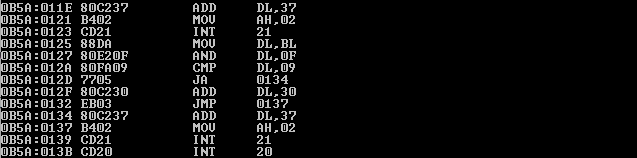 0B5A:011E 80C237 ADD DL,37
0B5A:0121 B402 MOV AH,02
0B5A:0123 CD21 INT 21
0B5A:0125 88DA MOV DL,BL
0B5A:0127 80E20F AND DL,0F
0B5A:012A 80FA09 CMP DL,09
0B5A:012D 7705 JA 0134
0B5A:012F 80C230 ADD DL,30
0B5A:0132 EB03 JMP 0137
0B5A:0134 80C237 ADD DL,37
0B5A:0137 B402 MOV AH,02
0B5A:0139 CD21 INT 21
0B5A:013B CD20 INT 20